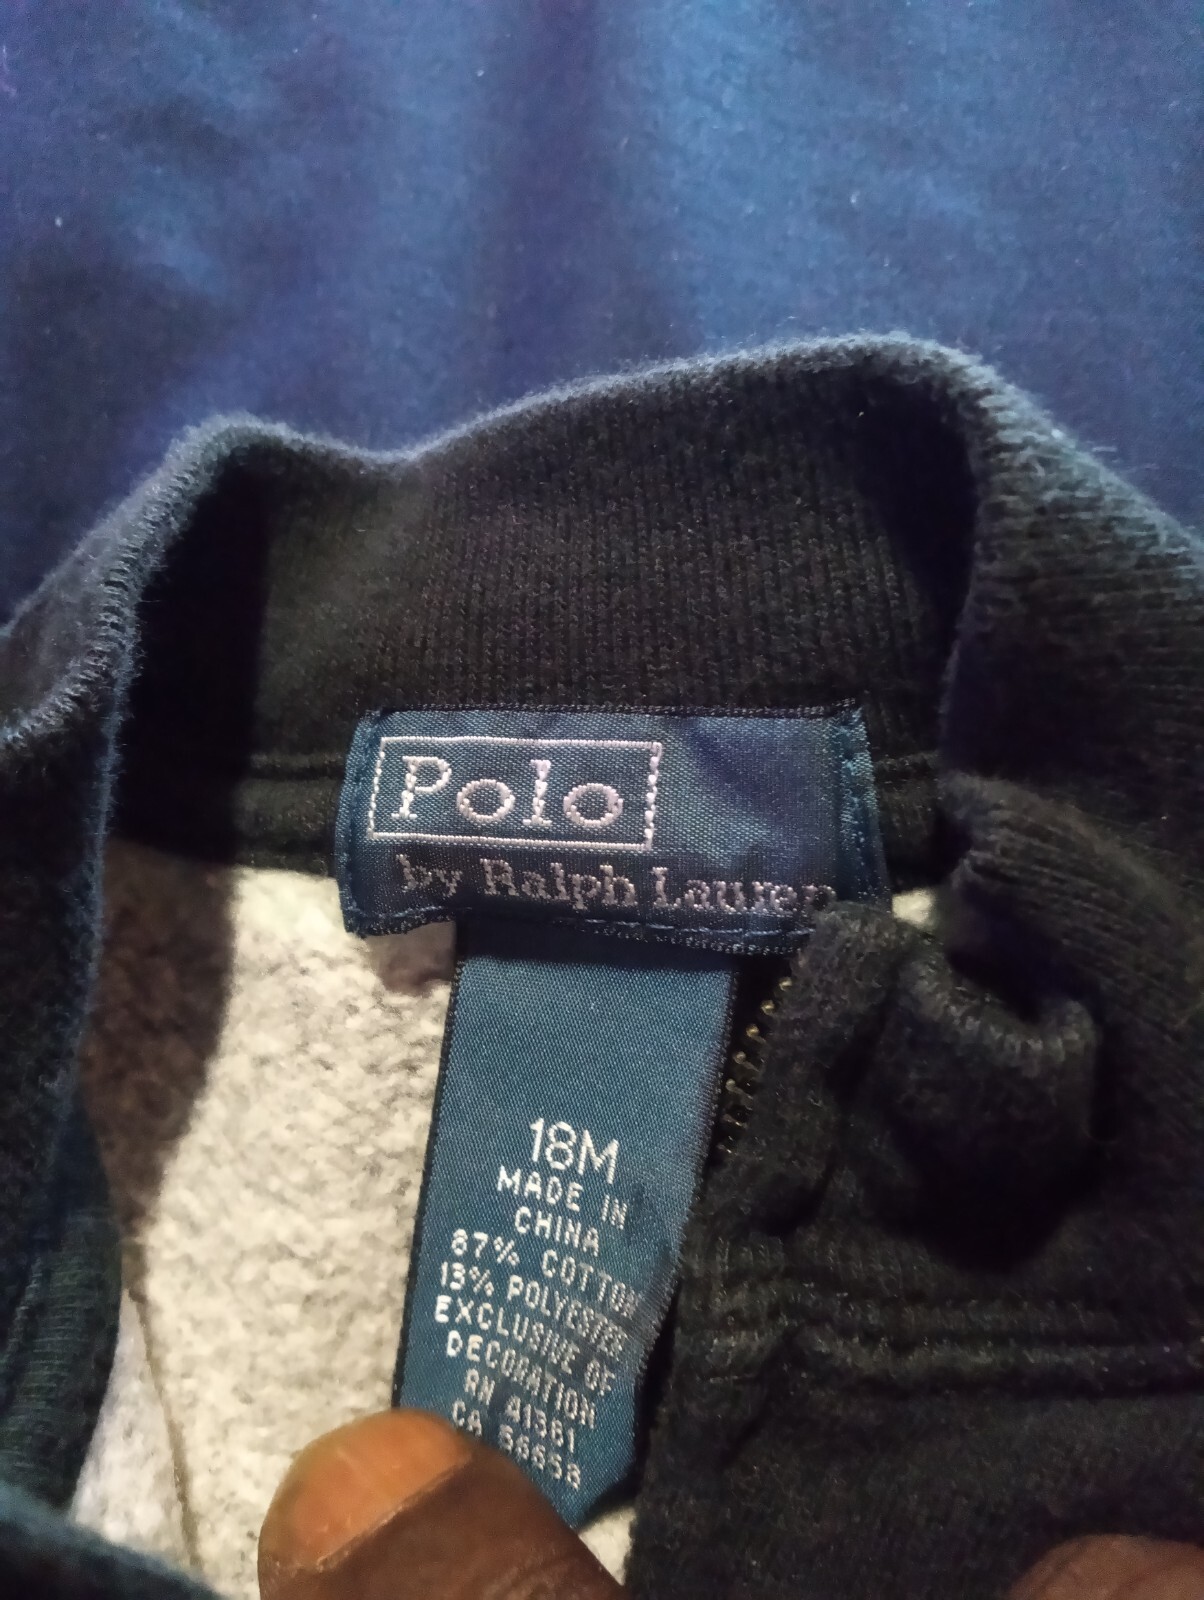 Polo
by Ralph Lauren
18M
MADE IN
CHINA
87% COTTON
13% POLYESTER
EXCLUSIVE OF
DECORATION
RN 41381
CA 56658